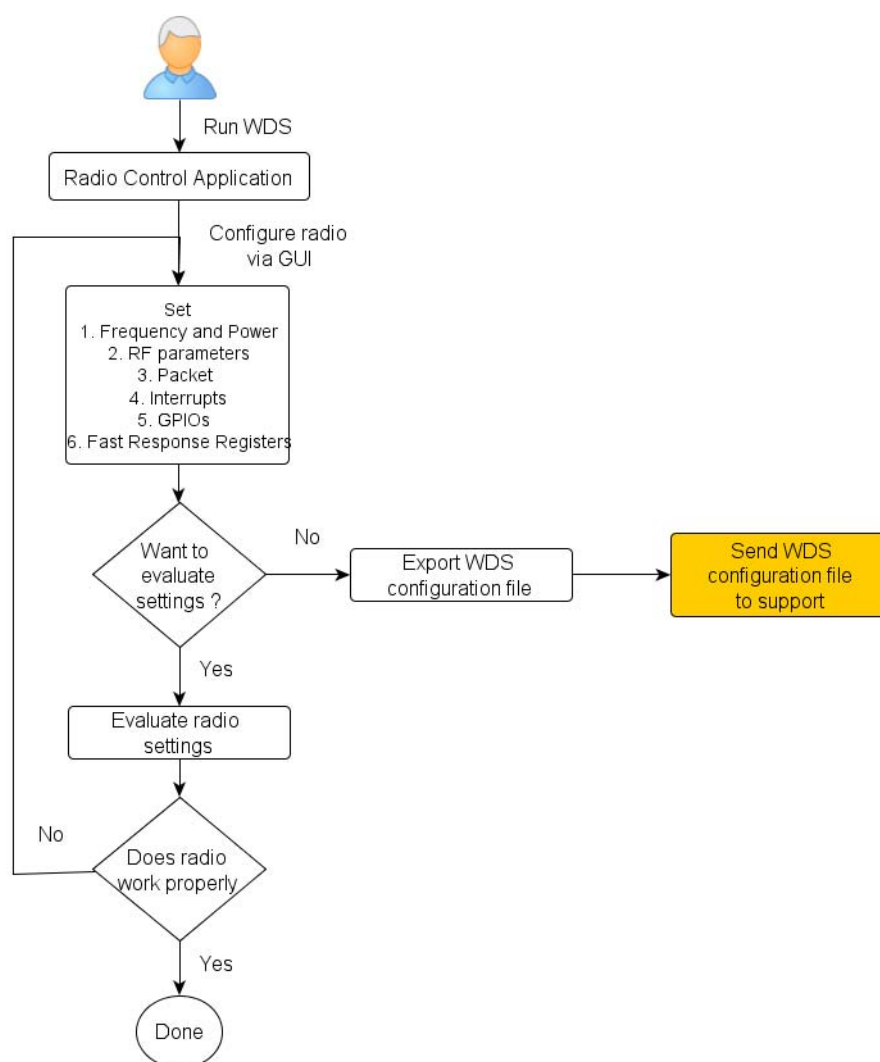 Run WDS
Radio Control Application
Configure radio
via GUI
Set
1. Frequency and Power
2. RF parameters
3. Packet
4. Interrupts
5. GPIOs
6. Fast Response Registers
Want to
evaluate
settings ?
No
Export WDS
configuration file
Send WDS
configuration file
to support
Yes
Evaluate radio
settings
No
Does radio
work properly
Yes
Done